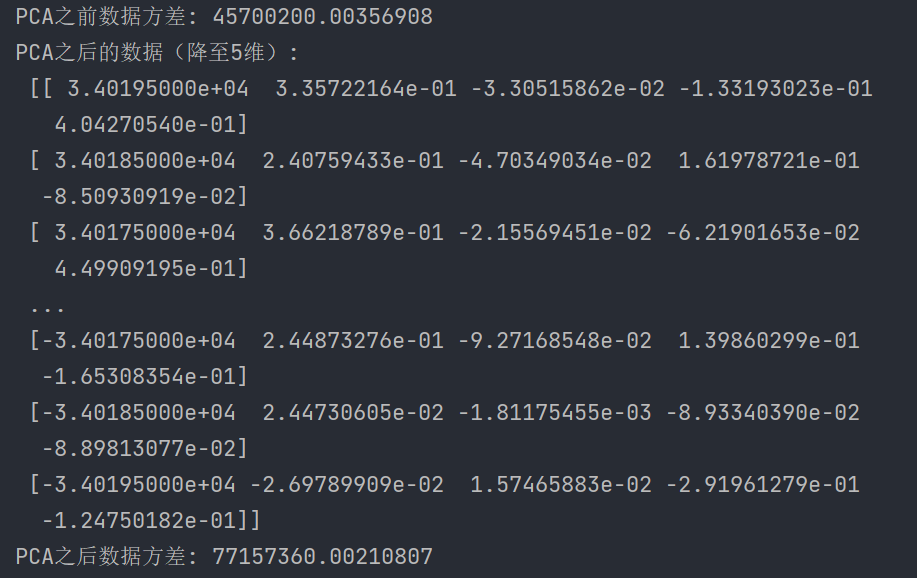 PCA之前数据方差: 45700200.00356908
PCA之后的数据（降至5维）:
[[ 3.40195000e+04  3.35722164e-01 -3.30515862e-02 -1.33193023e-01
   4.04270540e-01]
 [ 3.40185000e+04  2.40759433e-01 -4.70349034e-02  1.61978721e-01
  -8.50930919e-02]
 [ 3.40175000e+04  3.66218789e-01 -2.15569451e-02 -6.21901653e-02
   4.49909195e-01]
 ...
 [-3.40175000e+04  2.44873276e-01 -9.27168548e-02  1.39860299e-01
  -1.65308354e-01]
 [-3.40185000e+04  2.44730605e-02 -1.81175455e-03 -8.93340390e-02
  -8.89813077e-02]
 [-3.40195000e+04 -2.69789909e-02  1.57465883e-02 -2.91961279e-01
  -1.24750182e-01]]
PCA之后数据方差: 77157360.00210807